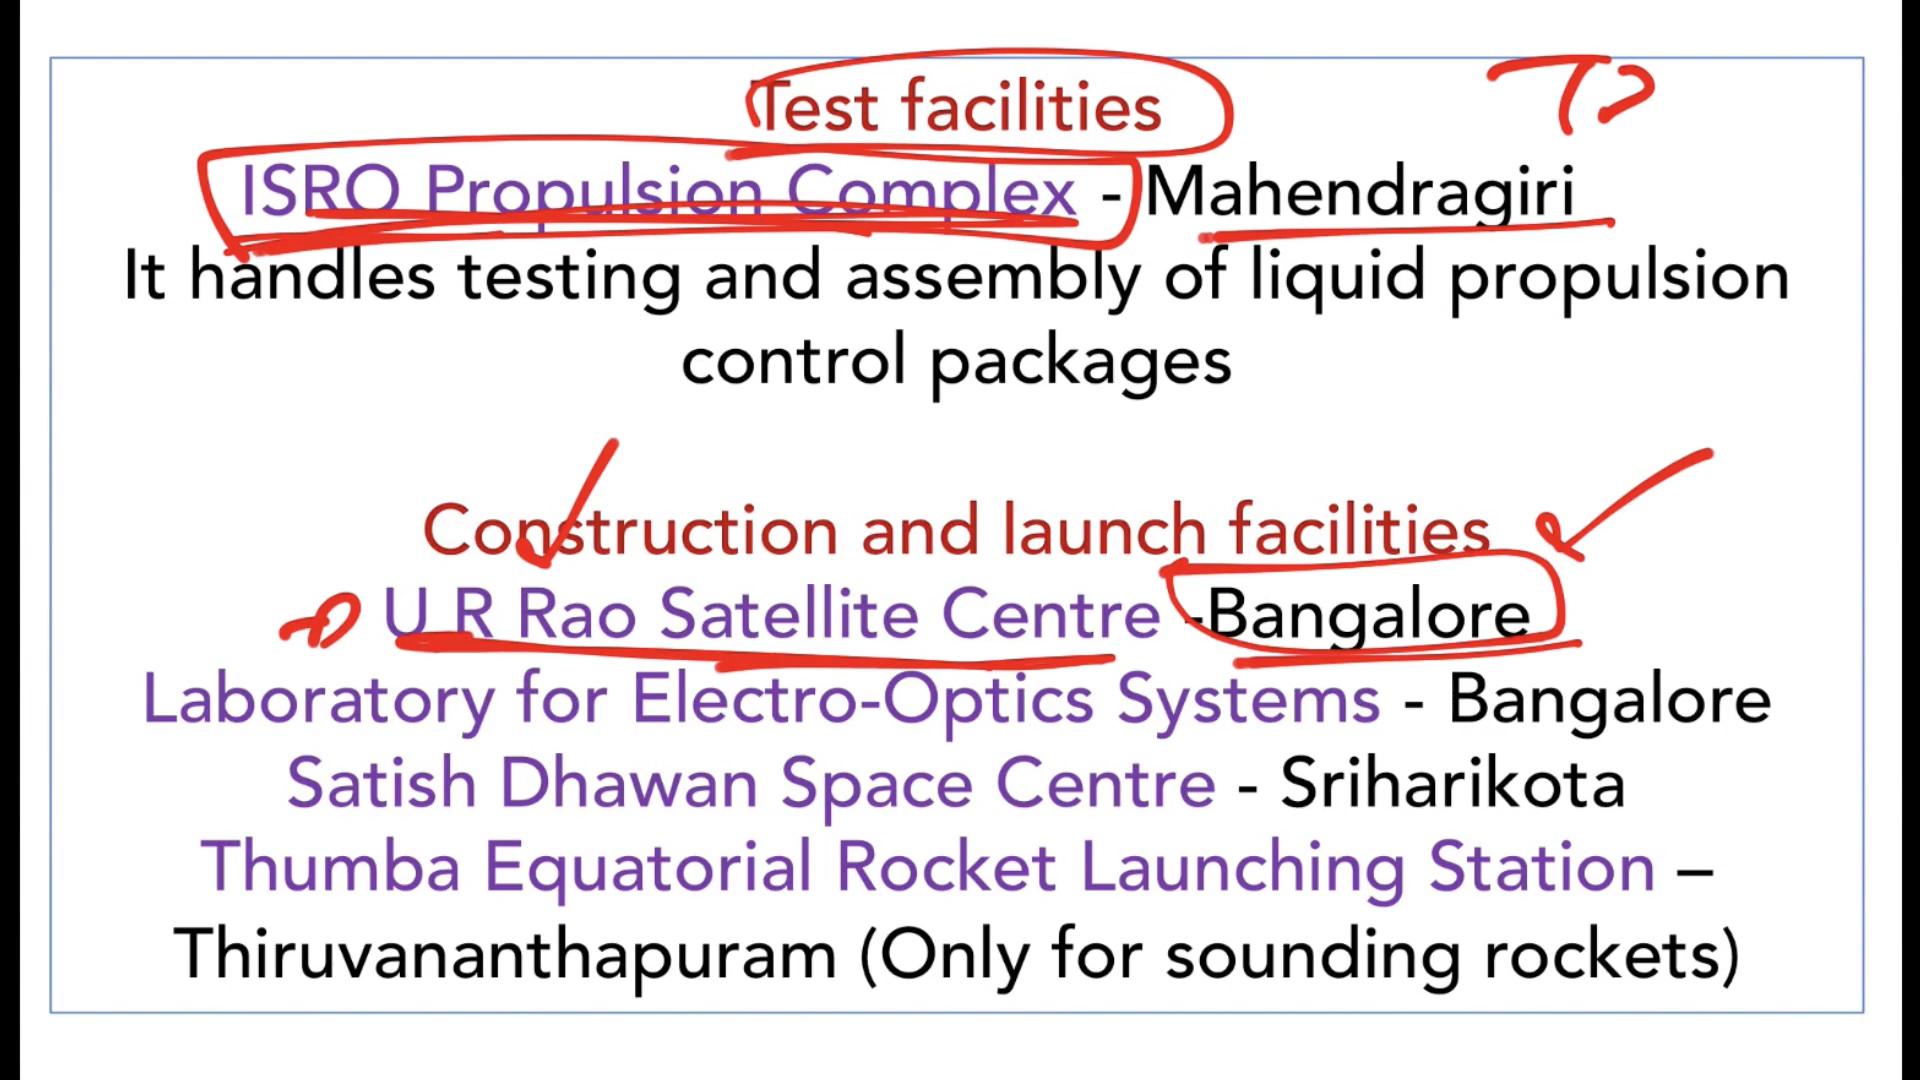 Test facilities
ISRO Propulsion Complex - Mahendragiri
It handles testing and assembly of liquid propulsion
control packages
Construction and launch facilities
U R Rao Satellite Centre -Bangalore
Laboratory for Electro-Optics Systems - Bangalore
Satish Dhawan Space Centre - Sriharikota
Thumba Equatorial Rocket Launching Station –
Thiruvananthapuram (Only for sounding rockets)